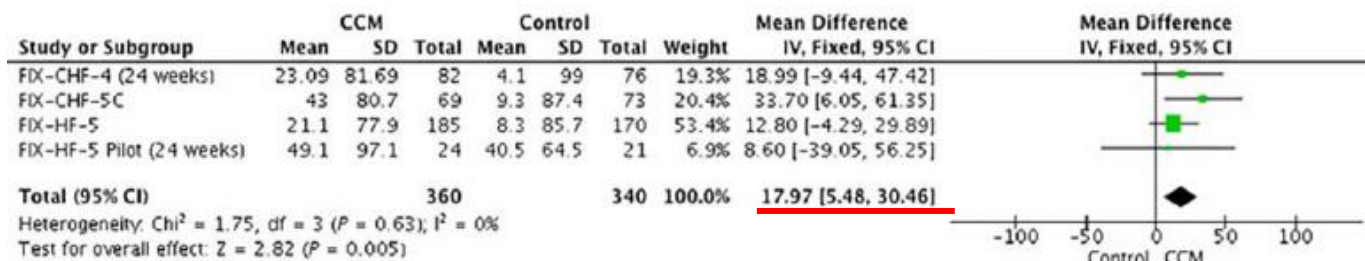 CCM Control Mean Difference Mean Difference
Study or Subgroup Mean SD Total Mean SD Total Weight IV, Fixed, 95% CI IV, Fixed, 95% CI
FIX-CHF-4 (24 weeks) 23.09 81.69 82 4.1 99 76 19.3% 18.99 [-9.44, 47.42]
FIX-CHF-5C 43 80.7 69 9.3 87.4 73 20.4% 33.70 [6.05, 61.35]
FIX-HF-5 21.1 77.9 185 8.3 85.7 170 53.4% 12.80 [-4.29, 29.89]
FIX-HF-5 Pilot (24 weeks) 49.1 97.1 24 40.5 64.5 21 6.9% 8.60 [-39.05, 56.25]
Total (95% CI) 360 340 100.0% 17.97 [5.48, 30.46]
Heterogeneity: Chi² = 1.75, df = 3 (P = 0.63); I² = 0%
Test for overall effect: Z = 2.82 (P = 0.005)
-100 -50 0 50 100
Control CCM